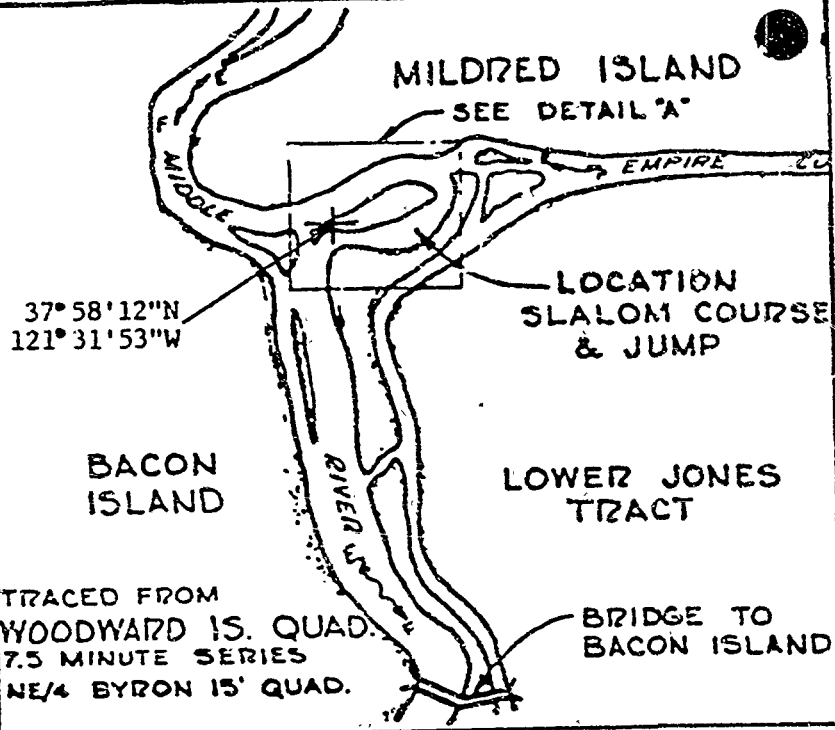 MILDRED ISLAND
SEE DETAIL "A"
MIDDLE
EMPIRE
37°58'12"N
121°31'53"W
LOCATION
SLALOM COURSE
& JUMP
BACON
ISLAND
RIVER
LOWER JONES
TRACT
TRACED FROM
WOODWARD IS. QUAD.
7.5 MINUTE SERIES
NE/4 BYRON 15' QUAD.
BRIDGE TO
BACON ISLAND